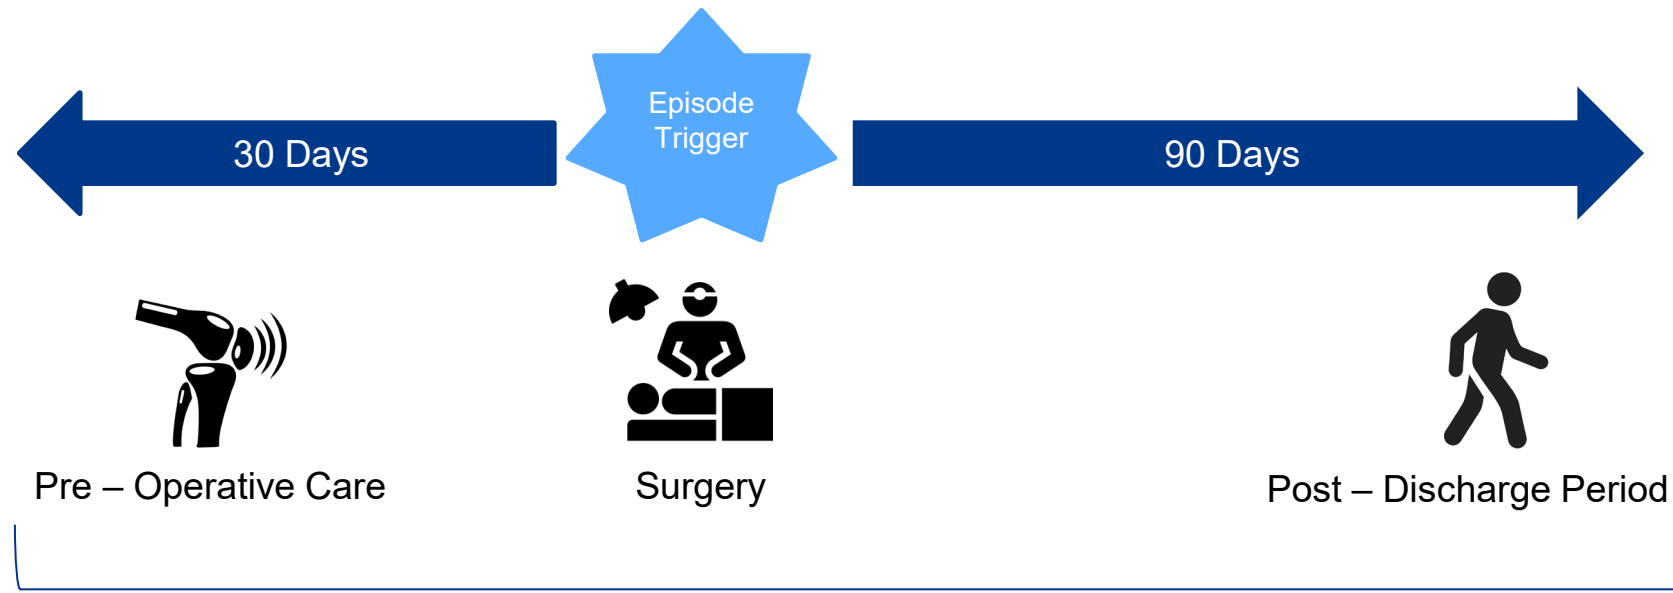 Episode
Trigger
30 Days
90 Days
Pre – Operative Care
Surgery
Post – Discharge Period